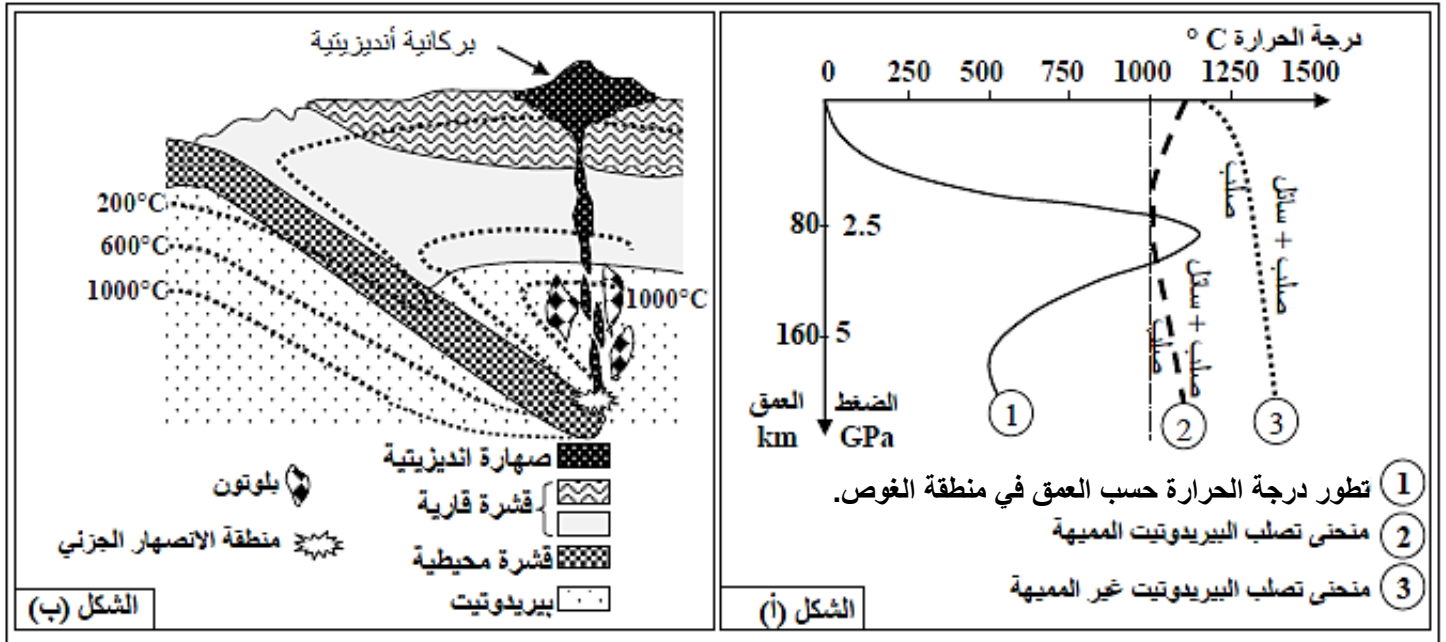 درجة الحرارة C °
0 250 500 750 1000 1250 1500
80 2.5
160 5
العمق
km
الضغط
GPa
صلب
صلب + سائل
صلب
صلب + سائل
1
2
3
1 تطور درجة الحرارة حسب العمق في منطقة الغوص.
2 منحنى تصلب البيريدوتيت المميهة
3 منحنى تصلب البيريدوتيت غير المميهة
الشكل (أ)
بركانية أنديزيتية
200°C
600°C
1000°C
1000°C
صهارة انديزيتية
قشرة قارية
قشرة محيطية
بيريدوتيت
بلوتون
منطقة الانصهار الجزئي
الشكل (ب)